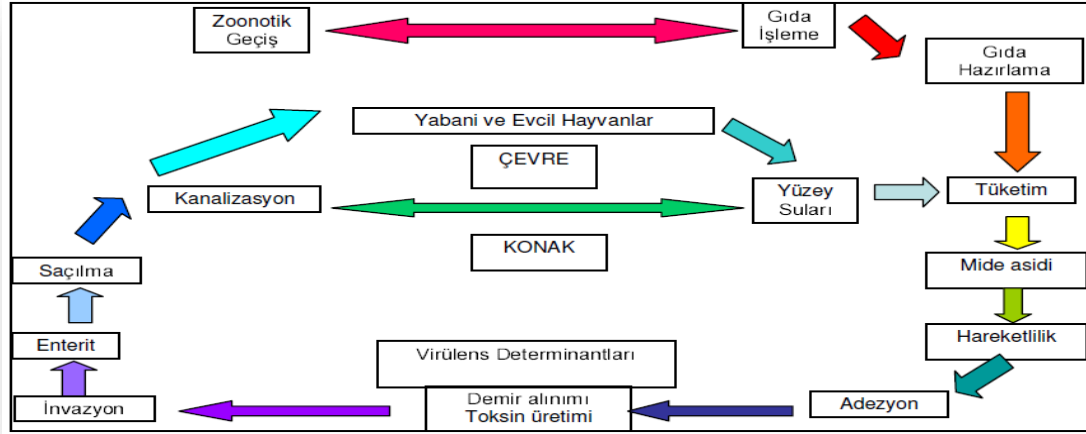 Zoonotik
Geçiş
Gıda
İşleme
Gıda
Hazırlama
Yabani ve Evcil Hayvanlar
ÇEVRE
Kanalizasyon
Yüzey
Suları
Tüketim
KONAK
Saçılma
Mide asidi
Enterit
Hareketlilik
Virülens Determinantları
İnvazyon
Demir alınımı
Toksin üretimi
Adezyon